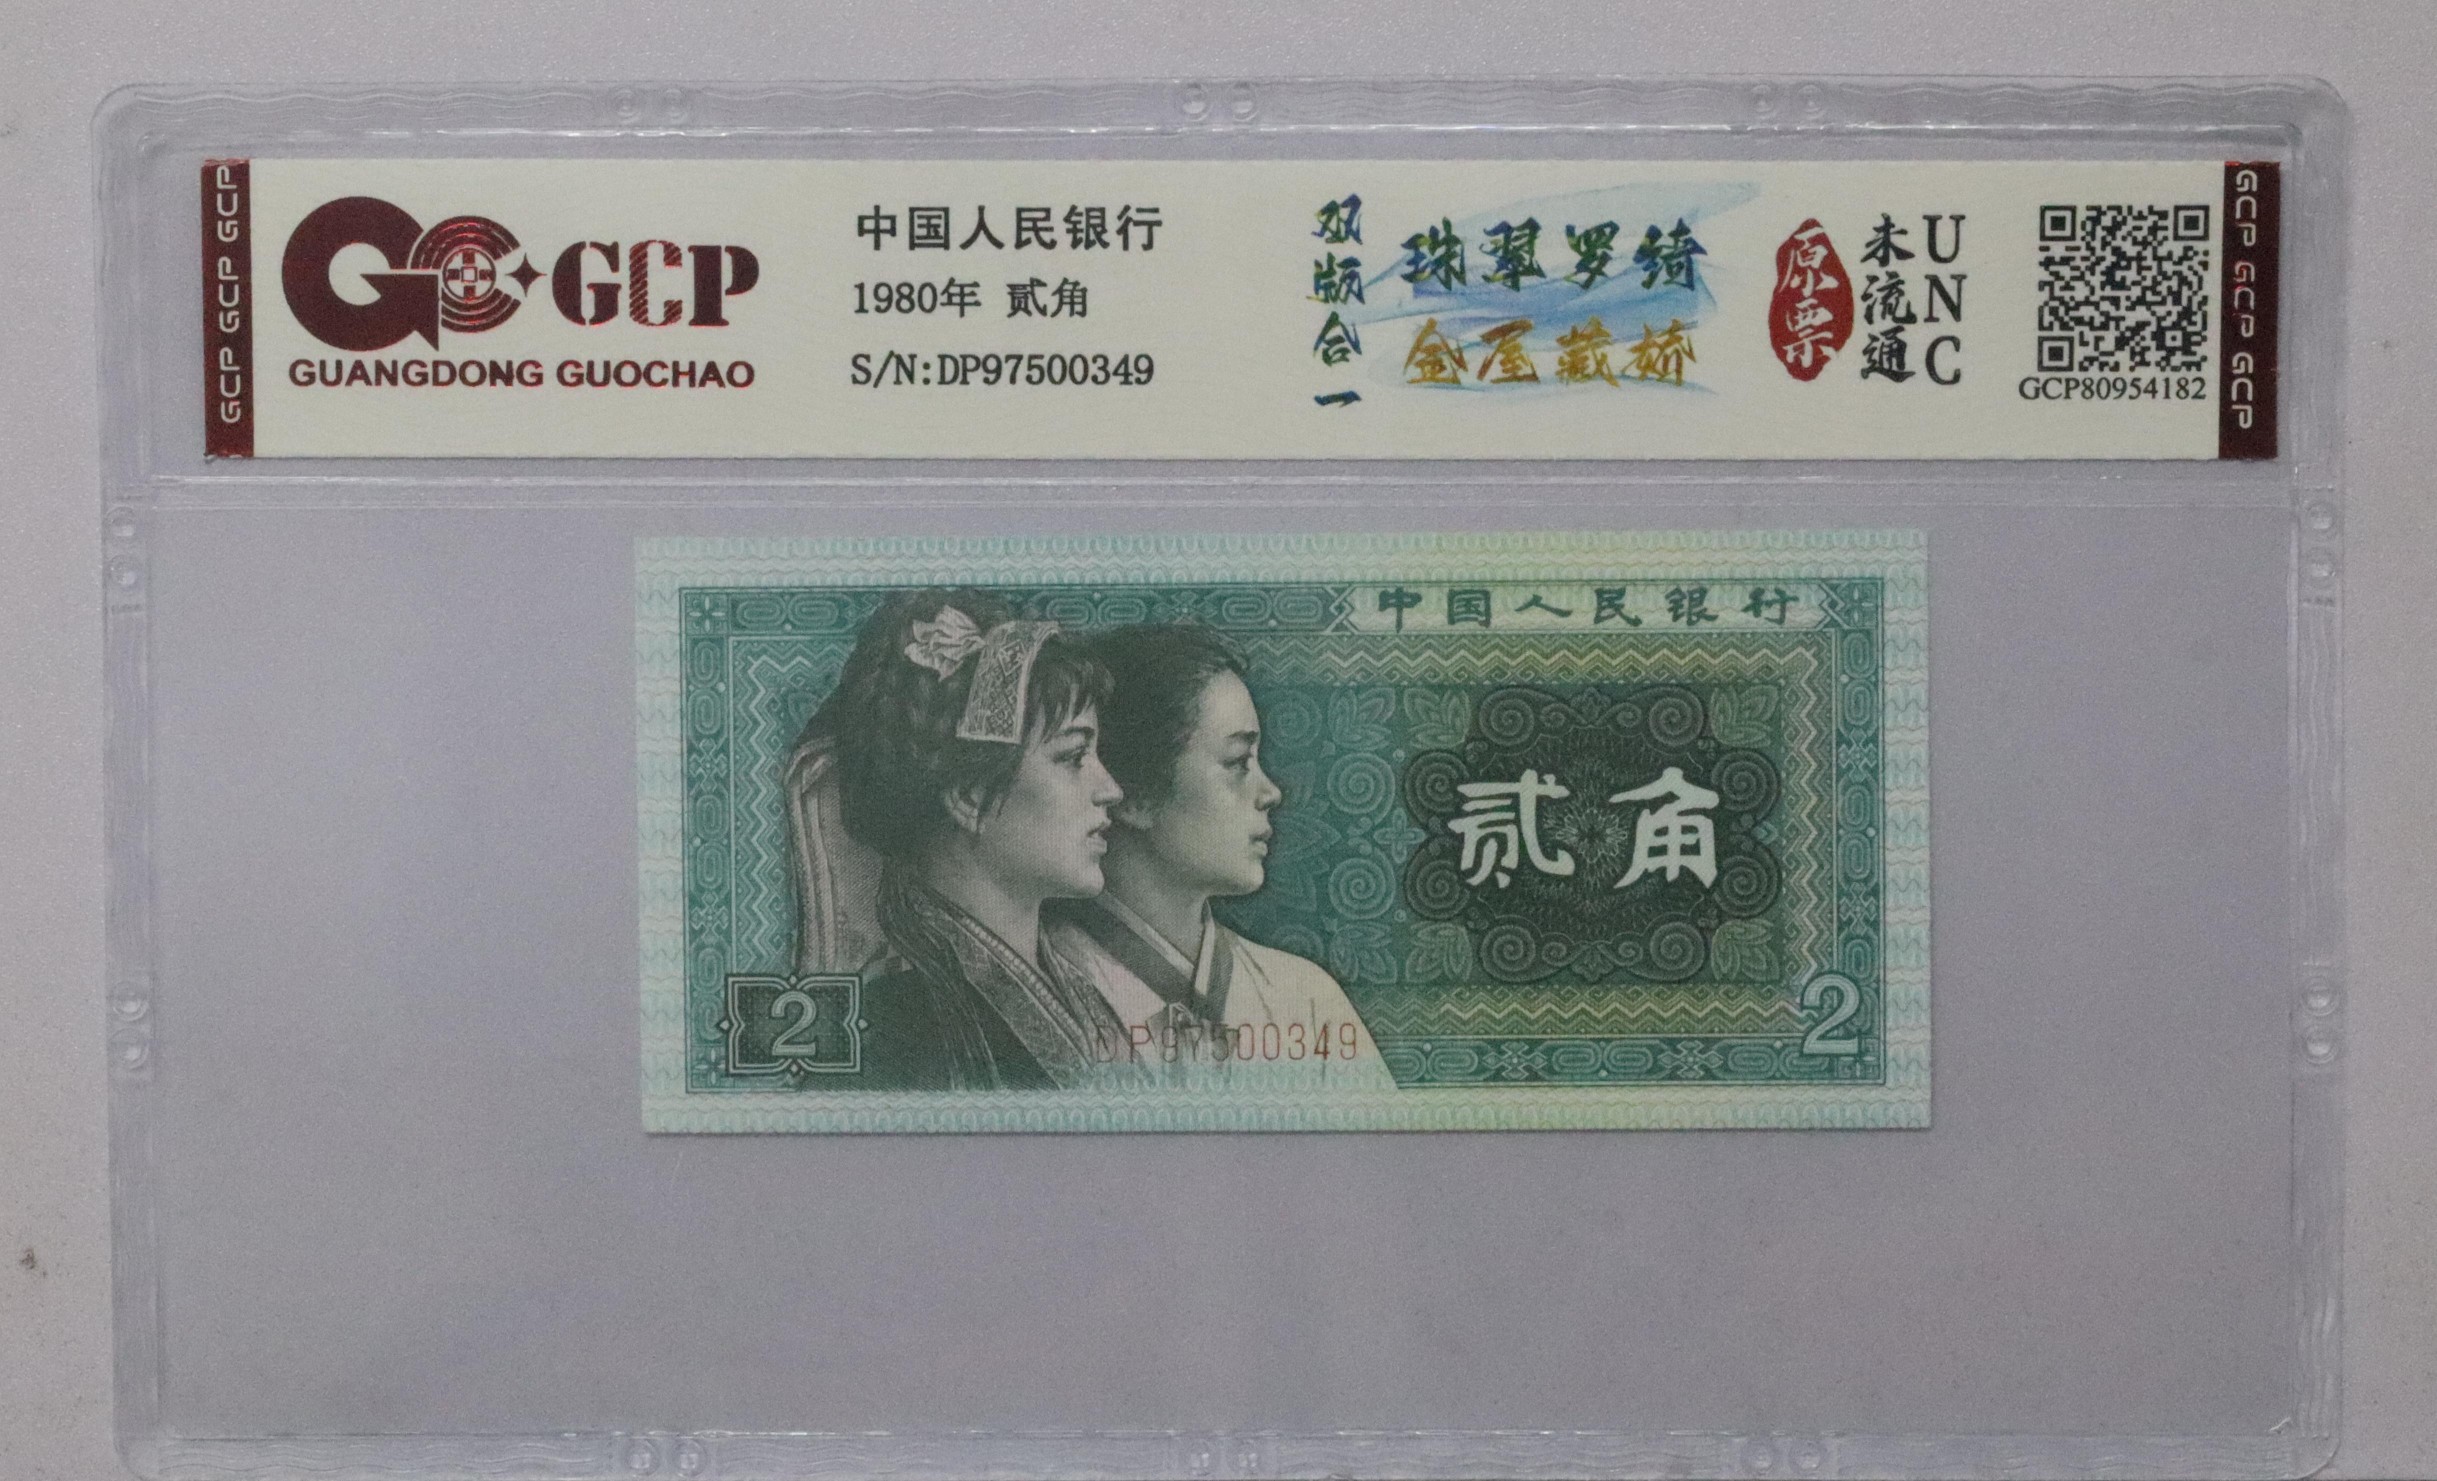 GCP GCP GCP
GCP
GUANGDONG GUOCHAO
中国人民银行
1980年 贰角
S/N:DP97500349
双版合一
珠翠罗绮
金屋藏娇
原票
未流通
UNC
GCP80954182
GCP GCP GCP
中国人民银行
贰角
2
DP97500349
2